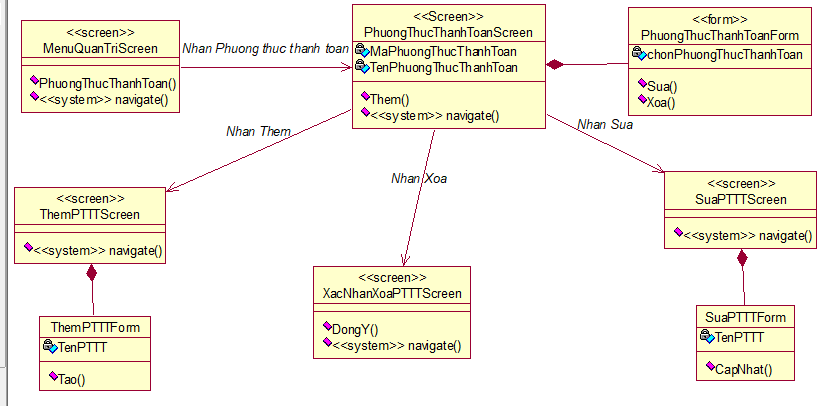 <<screen>>
MenuQuanTriScreen
PhuongThucThanhToan()
<<system>> navigate()
Nhan Phuong thuc thanh toan
<<Screen>>
PhuongThucThanhToanScreen
MaPhuongThucThanhToan
TenPhuongThucThanhToan
Them()
<<system>> navigate()
<<form>>
PhuongThucThanhToanForm
chonPhuongThucThanhToan
Sua()
Xoa()
Nhan Them
Nhan Xoa
Nhan Sua
<<screen>>
ThemPTTTScreen
<<system>> navigate()
<<screen>>
XacNhanXoaPTTTScreen
DongY()
<<system>> navigate()
<<screen>>
SuaPTTTScreen
<<system>> navigate()
ThemPTTTForm
TenPTTT
Tao()
SuaPTTTForm
TenPTTT
CapNhat()